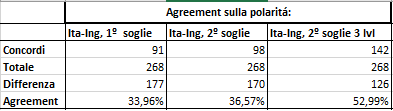 Agreement sulla polaritá:
Ita-Ing, 1º soglie Ita-Ing, 2º soglie Ita-Ing, 2º soglie 3 lvl
Concordi 91 98 142
Totale 268 268 268
Differenza 177 170 126
Agreement 33,96% 36,57% 52,99%